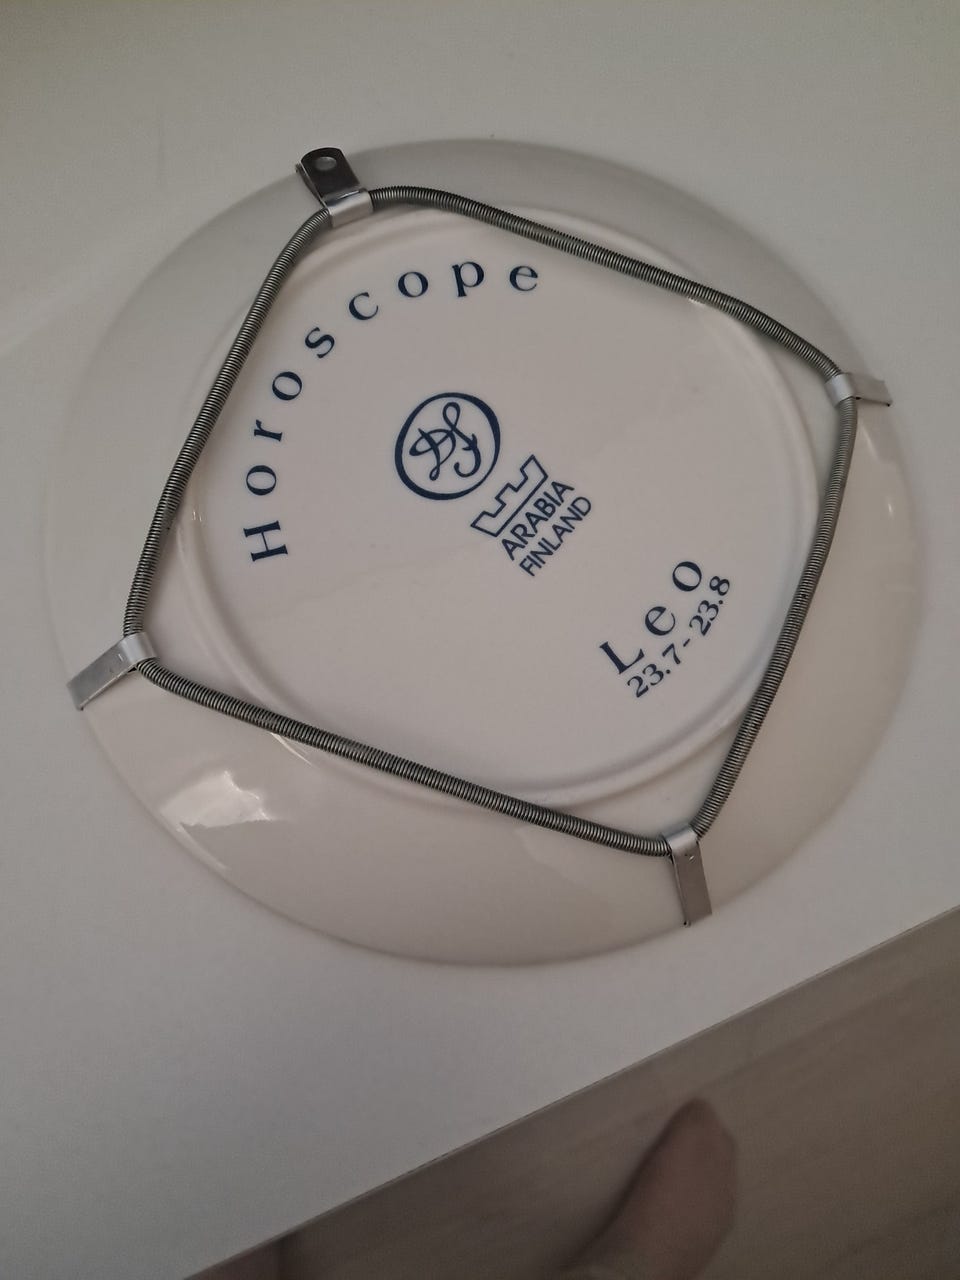 Horoscope
ARABIA
FINLAND
Leo
23.7-23.8